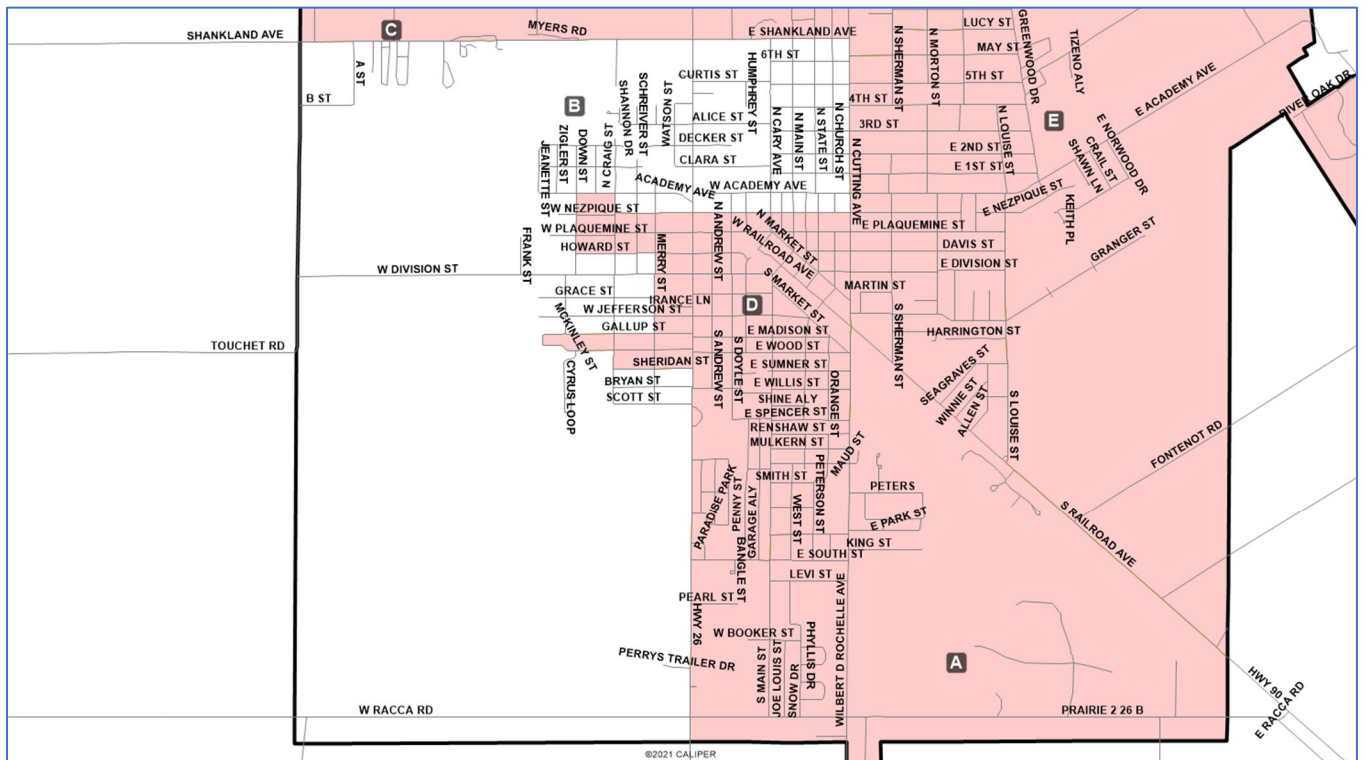 C
MYERS RD
SHANKLAND AVE
E SHANKLAND AVE
LUCY ST
GREENWOOD DR
TIZENO ALY
N SHERMAN ST
N MORTON ST
MAY ST
6TH ST
HUMPHREY ST
A ST
CURTIS ST
5TH ST
E ACADEMY AVE
RIVER OAK DR
B ST
B
SHANNON DR
SCHREIVER ST
WATSON ST
4TH ST
N CARY AVE
N MAIN ST
N STATE ST
N CHURCH ST
ALICE ST
3RD ST
N LOUISE ST
E
E NORWOOD DR
DECKER ST
JEANETTE ST
ZIGLER ST
DOWN ST
N CRAIG ST
N CUTTING AVE
E 2ND ST
CLARA ST
E 1ST ST
SHAWN LN
CRAIL ST
ACADEMY AVE
W ACADEMY AVE
E NEZPIQUE ST
KEITH PL
W NEZPIQUE ST
N ANDREW ST
N MARKET ST
W RAILROAD AVE
E PLAQUEMINE ST
GRANGER ST
W PLAQUEMINE ST
FRANK ST
HOWARD ST
MERRY ST
DAVIS ST
W DIVISION ST
E DIVISION ST
S MARKET ST
MARTIN ST
GRACE ST
IRANCE LN
D
W JEFFERSON ST
MCKINLEY ST
GALLUP ST
E MADISON ST
S SHERMAN ST
HARRINGTON ST
TOUCHET RD
S ANDREW ST
S DOYLE ST
E WOOD ST
SHERIDAN ST
E SUMNER ST
SEAGRAVES ST
CYRUS LOOP
BRYAN ST
E WILLIS ST
ORANGE ST
WINNIE ST
ALLEN ST
S LOUISE ST
SCOTT ST
SHINE ALY
E SPENCER ST
RENSHAW ST
MULKERN ST
MAUD ST
FONTENOT RD
PARADISE PARK
PENNY ST
GARAGE ALY
SMITH ST
PETERSON ST
WEST ST
PETERS
E PARK ST
S RAILROAD AVE
BANGLE ST
KING ST
E SOUTH ST
LEVI ST
WILBERT D ROCHELLE AVE
PEARL ST
HWY 26
W BOOKER ST
PHYLLIS DR
PERRYS TRAILER DR
S MAIN ST
JOE LOUIS ST
SNOW DR
A
HWY 90
E RACCA RD
W RACCA RD
PRAIRIE 2 26 B
©2021 CALIPER